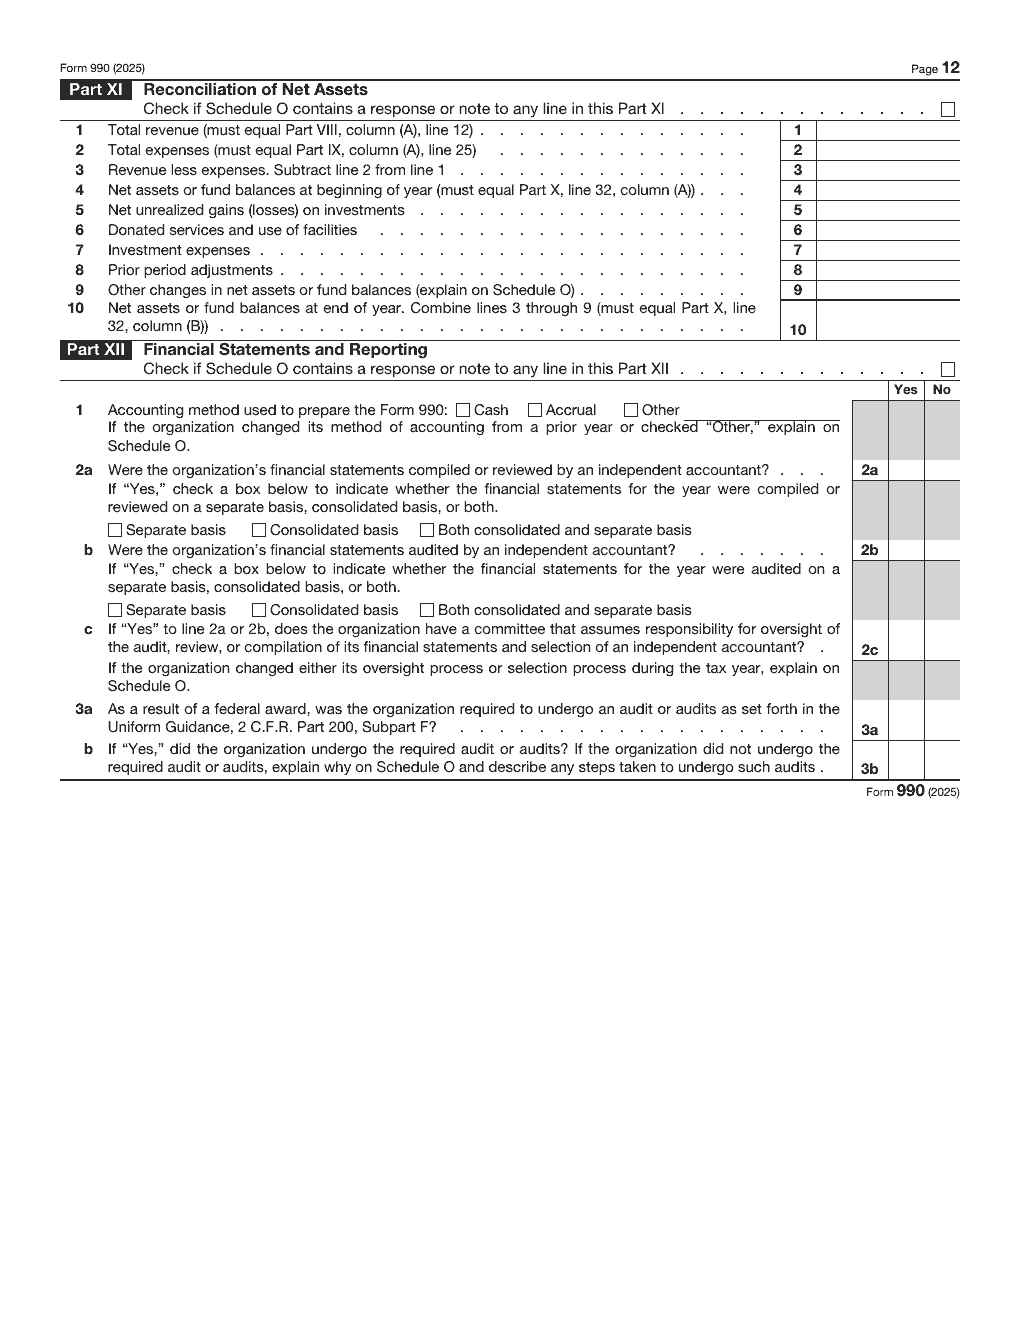 Form 990 (2025) Page 12
Part XI Reconciliation of Net Assets
Check if Schedule O contains a response or note to any line in this Part XI . . . . . . . . . . . . .
1 Total revenue (must equal Part VIII, column (A), line 12) . . . . . . . . . . . . . . 1
2 Total expenses (must equal Part IX, column (A), line 25) . . . . . . . . . . . . . 2
3 Revenue less expenses. Subtract line 2 from line 1 . . . . . . . . . . . . . . . 3
4 Net assets or fund balances at beginning of year (must equal Part X, line 32, column (A)) . . . 4
5 Net unrealized gains (losses) on investments . . . . . . . . . . . . . . . . . 5
6 Donated services and use of facilities . . . . . . . . . . . . . . . . . . . 6
7 Investment expenses . . . . . . . . . . . . . . . . . . . . . . . . . 7
8 Prior period adjustments . . . . . . . . . . . . . . . . . . . . . . . . 8
9 Other changes in net assets or fund balances (explain on Schedule O) . . . . . . . . . 9
10 Net assets or fund balances at end of year. Combine lines 3 through 9 (must equal Part X, line
32, column (B)) . . . . . . . . . . . . . . . . . . . . . . . . . . . 10
Part XII Financial Statements and Reporting
Check if Schedule O contains a response or note to any line in this Part XII . . . . . . . . . . . . .
Yes No
1 Accounting method used to prepare the Form 990: Cash Accrual Other
If the organization changed its method of accounting from a prior year or checked “Other,” explain on
Schedule O.
2a Were the organization’s financial statements compiled or reviewed by an independent accountant? . . . 2a
If “Yes,” check a box below to indicate whether the financial statements for the year were compiled or
reviewed on a separate basis, consolidated basis, or both.
Separate basis Consolidated basis Both consolidated and separate basis
b Were the organization’s financial statements audited by an independent accountant? . . . . . . . 2b
If “Yes,” check a box below to indicate whether the financial statements for the year were audited on a
separate basis, consolidated basis, or both.
Separate basis Consolidated basis Both consolidated and separate basis
c If “Yes” to line 2a or 2b, does the organization have a committee that assumes responsibility for oversight of
the audit, review, or compilation of its financial statements and selection of an independent accountant? . 2c
If the organization changed either its oversight process or selection process during the tax year, explain on
Schedule O.
3a As a result of a federal award, was the organization required to undergo an audit or audits as set forth in the
Uniform Guidance, 2 C.F.R. Part 200, Subpart F? . . . . . . . . . . . . . . . . . . . 3a
b If “Yes,” did the organization undergo the required audit or audits? If the organization did not undergo the
required audit or audits, explain why on Schedule O and describe any steps taken to undergo such audits . 3b
Form 990 (2025)